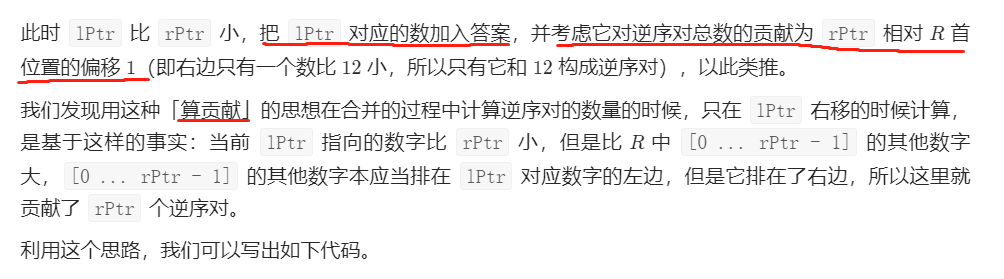 此时 lPtr 比 rPtr 小，把 lPtr 对应的数加入答案，并考虑它对逆序对总数的贡献为 rPtr 相对 R 首
位置的偏移 1（即右边只有一个数比 12 小，所以只有它和 12 构成逆序对），以此类推。
我们发现用这种「算贡献」的思想在合并的过程中计算逆序对的数量的时候，只在 lPtr 右移的时候计算，
是基于这样的事实：当前 lPtr 指向的数字比 rPtr 小，但是比 R 中 [0 ... rPtr - 1] 的其他数字
大，[0 ... rPtr - 1] 的其他数字本应当排在 lPtr 对应数字的左边，但是它排在了右边，所以这里就
贡献了 rPtr 个逆序对。
利用这个思路，我们可以写出如下代码。